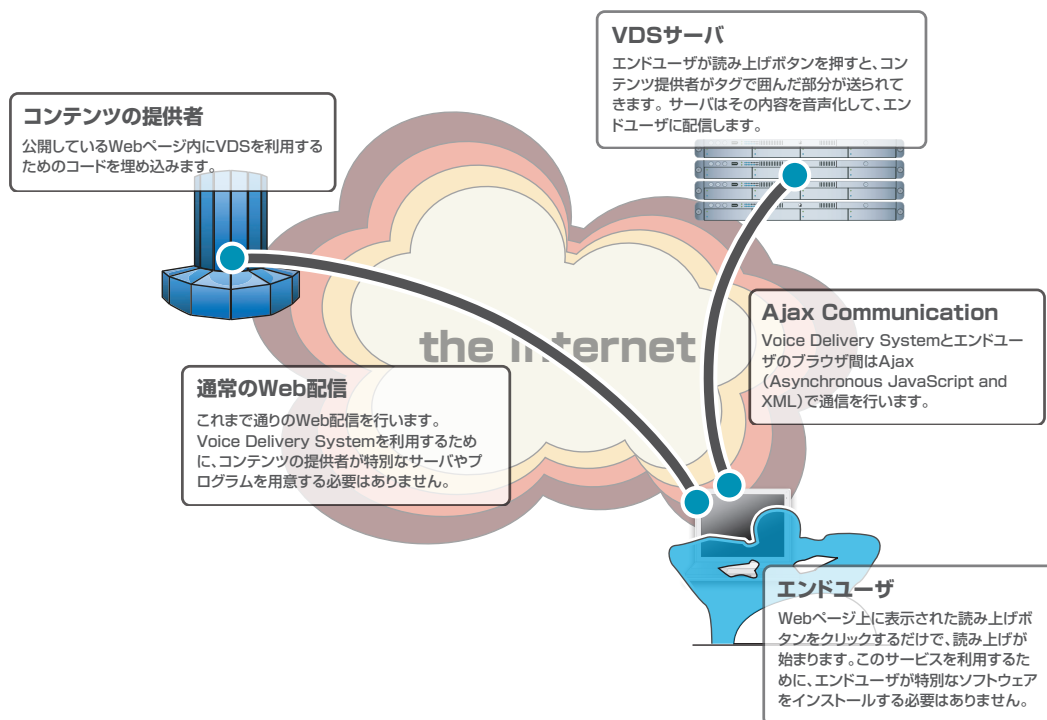 VDSサーバ
エンドユーザが読み上げボタンを押すと、コン
テンツ提供者がタグで囲んだ部分が送られて
きます。サーバはその内容を音声化して、エン
ドユーザに配信します。
コンテンツの提供者
公開しているWebページ内にVDSを利用する
ためのコードを埋め込みます。
the internet
Ajax Communication
Voice Delivery Systemとエンドユー
ザのブラウザ間はAjax
(Asynchronous JavaScript and
XML)で通信を行います。
通常のWeb配信
これまで通りのWeb配信を行います。
Voice Delivery Systemを利用するため
に、コンテンツの提供者が特別なサーバやプ
ログラムを用意する必要はありません。
エンドユーザ
Webページ上に表示された読み上げボ
タンをクリックするだけで、読み上げが
始まります。このサービスを利用するた
めに、エンドユーザが特別なソフトウェア
をインストールする必要はありません。